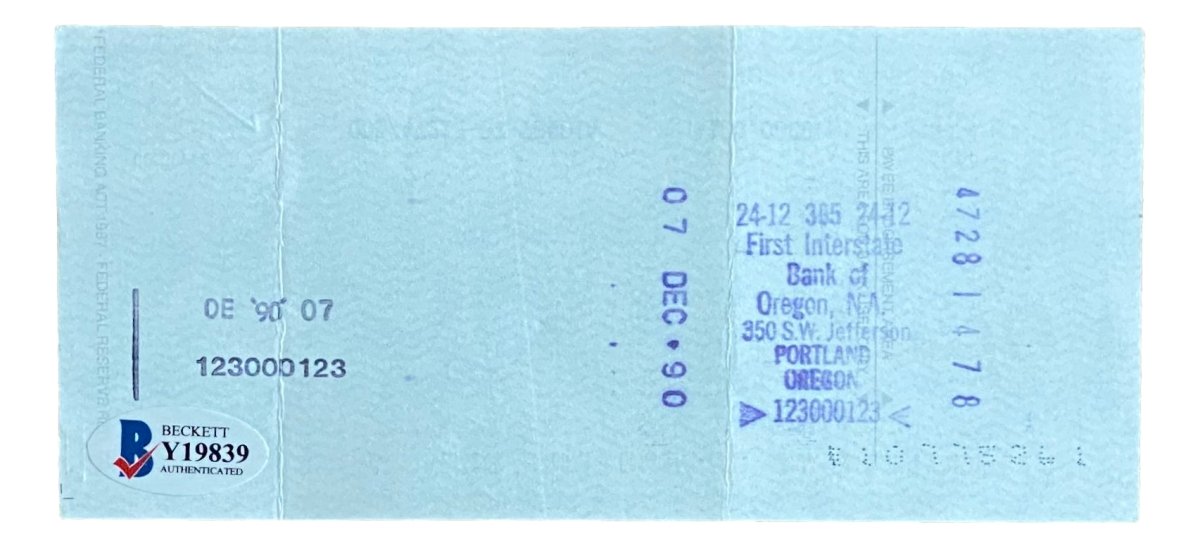 FEDERAL BANKING ACT 1987 FEDERAL RESERVE
DE '90 07
123000123
BECKETT
Y19839
AUTHENTICATED
07 DEC • 90
24-12 385 24-12
First Interstate
Bank of
Oregon, N.A.
350 S.W. Jefferson
PORTLAND
OREGON
123000123
4728 1478